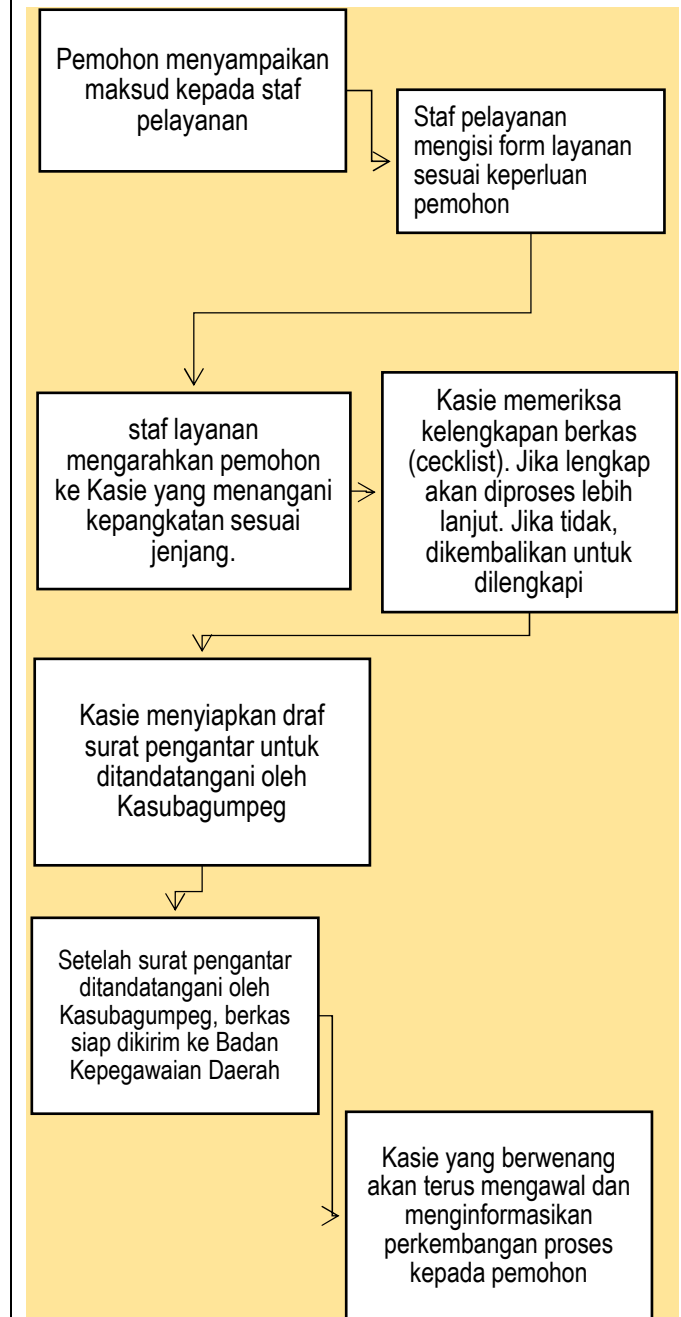 Pemohon menyampaikan
maksud kepada staf
pelayanan
Staf pelayanan
mengisi form layanan
sesuai keperluan
pemohon
staf layanan
mengarahkan pemohon
ke Kasie yang menangani
kepangkatan sesuai
jenjang.
Kasie memeriksa
kelengkapan berkas
(cecklist). Jika lengkap
akan diproses lebih
lanjut. Jika tidak,
dikembalikan untuk
dilengkapi
Kasie menyiapkan draf
surat pengantar untuk
ditandatangani oleh
Kasubagumpeg
Setelah surat pengantar
ditandatangani oleh
Kasubagumpeg, berkas
siap dikirim ke Badan
Kepegawaian Daerah
Kasie yang berwenang
akan terus mengawal dan
menginformasikan
perkembangan proses
kepada pemohon